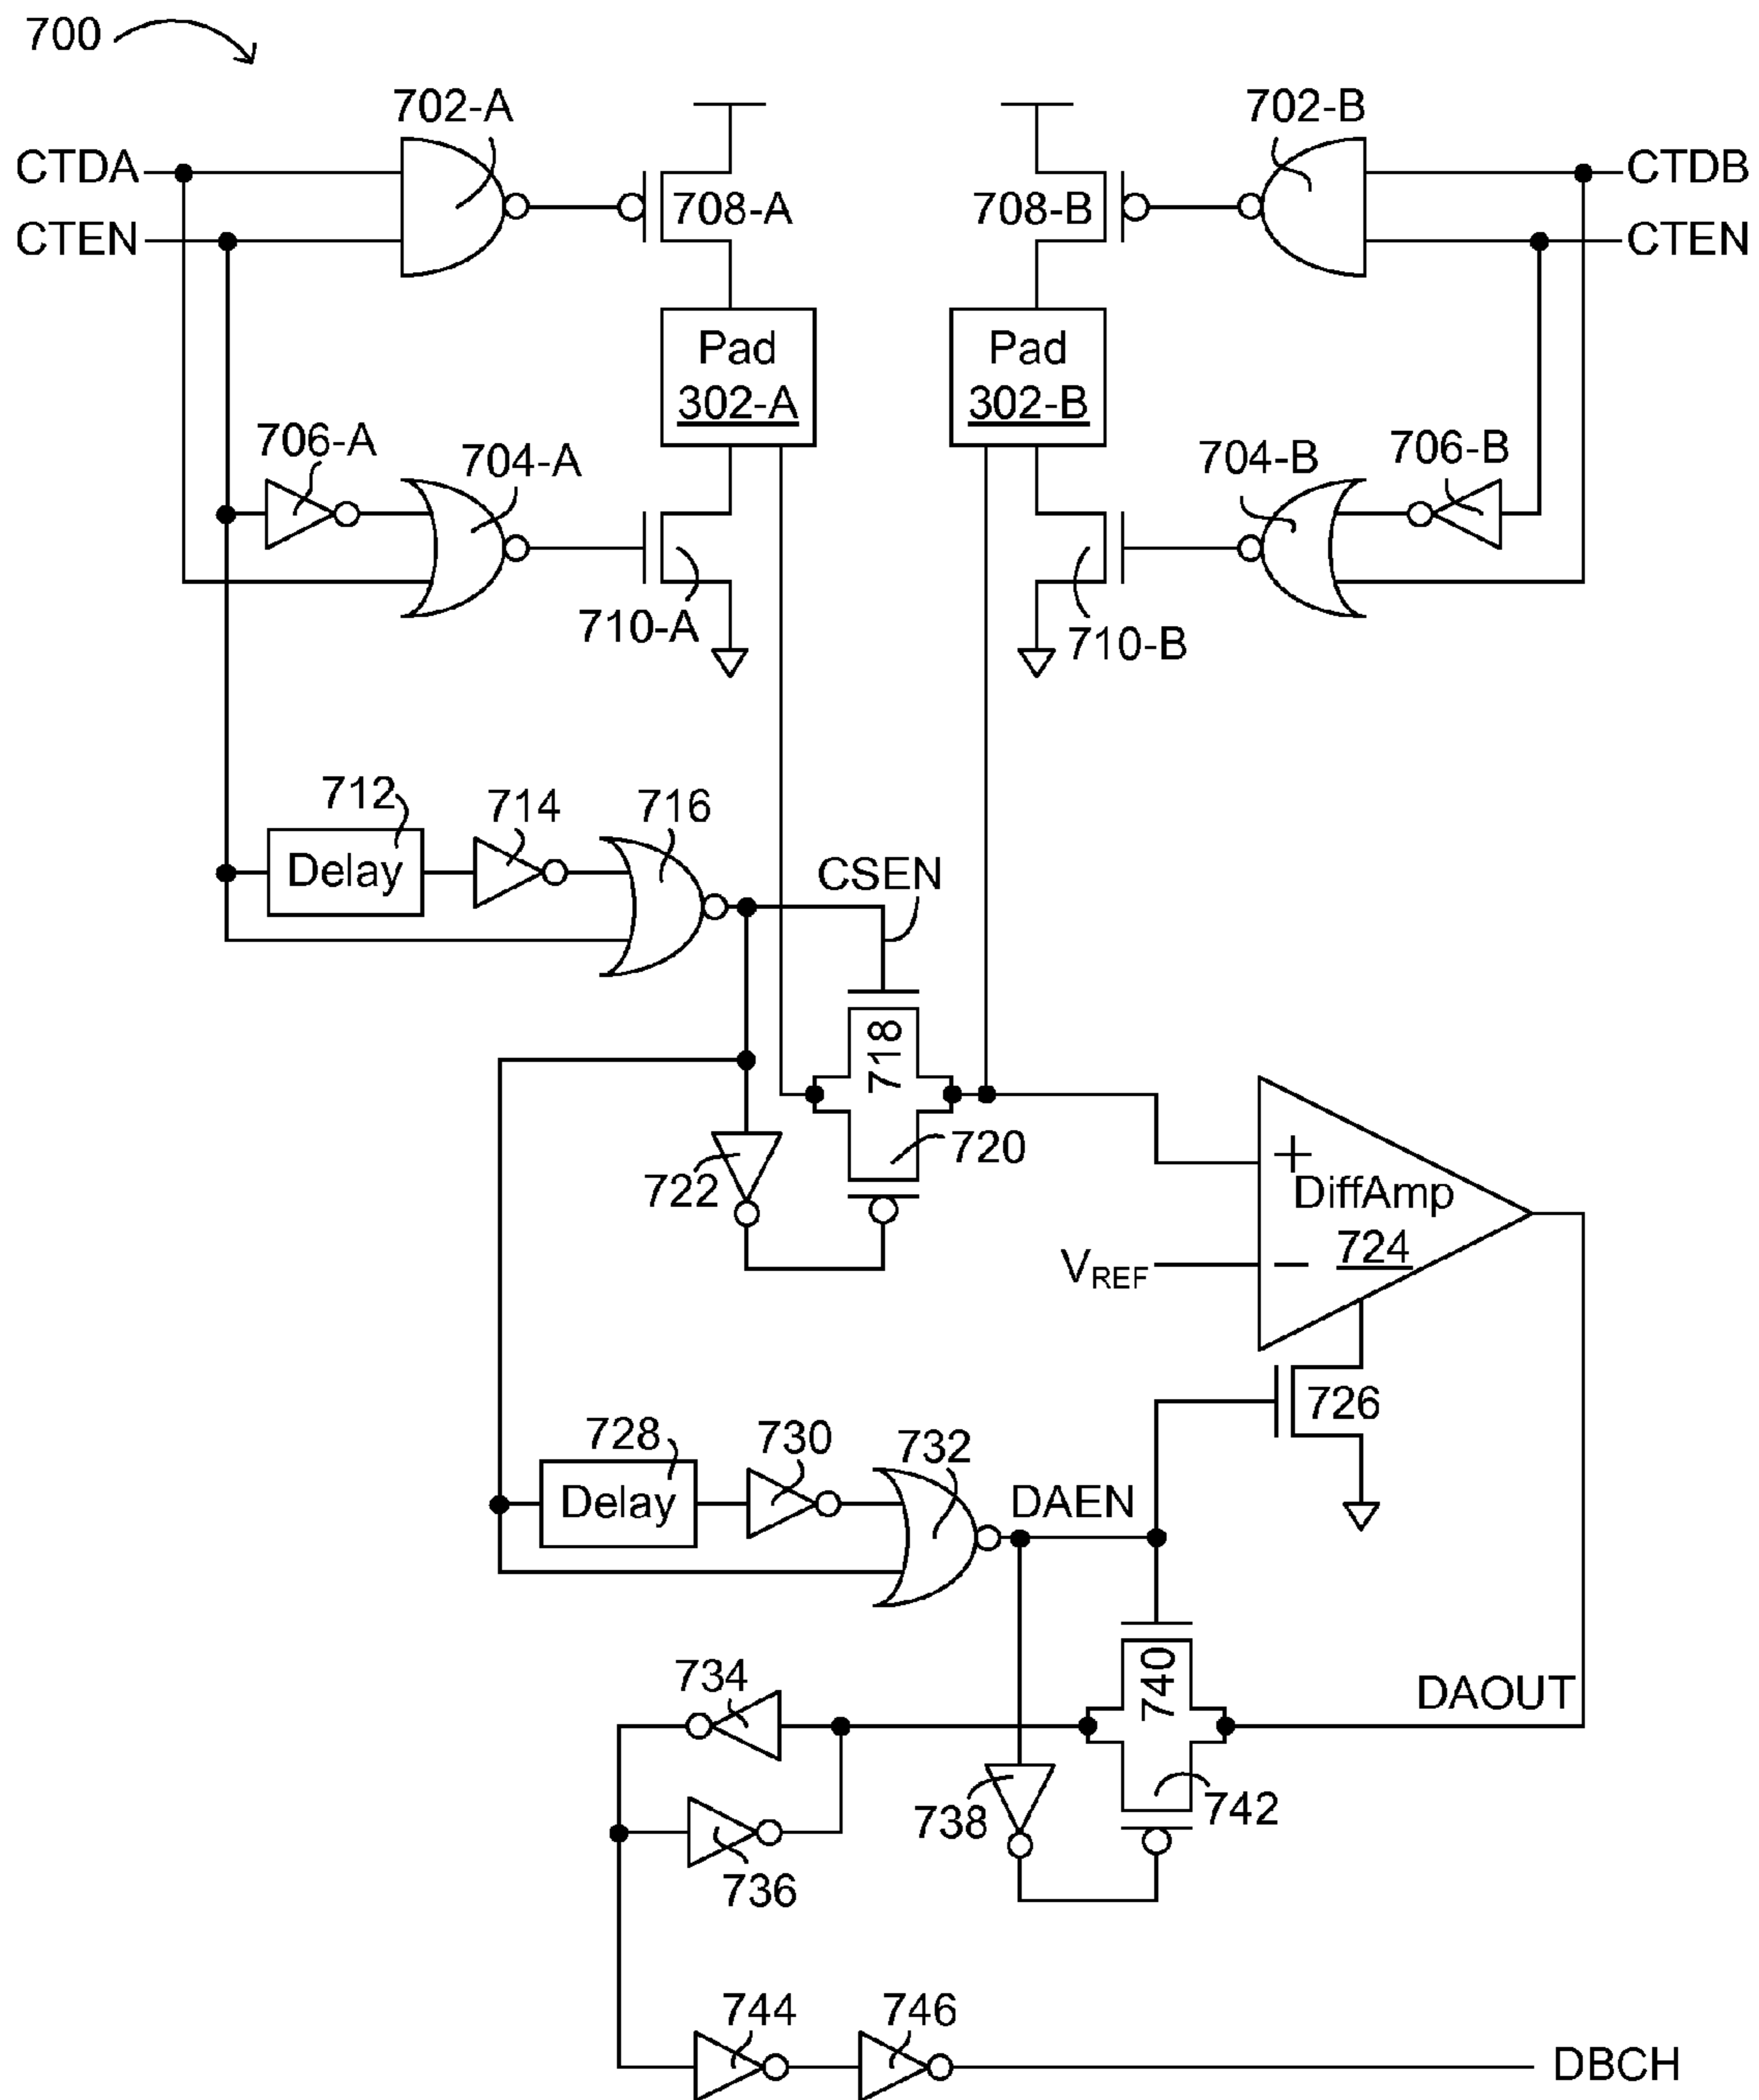 700
702-A
702-B
CTDA
CTDB
708-A
708-B
CTEN
CTEN
Pad
302-A
Pad
302-B
706-A
704-A
704-B
706-B
710-A
710-B
712
714
716
Delay
CSEN
718
720
722
+
DiffAmp
724
VREF
−
726
728
730
732
Delay
DAEN
734
740
DAOUT
736
738
742
744
746
DBCH